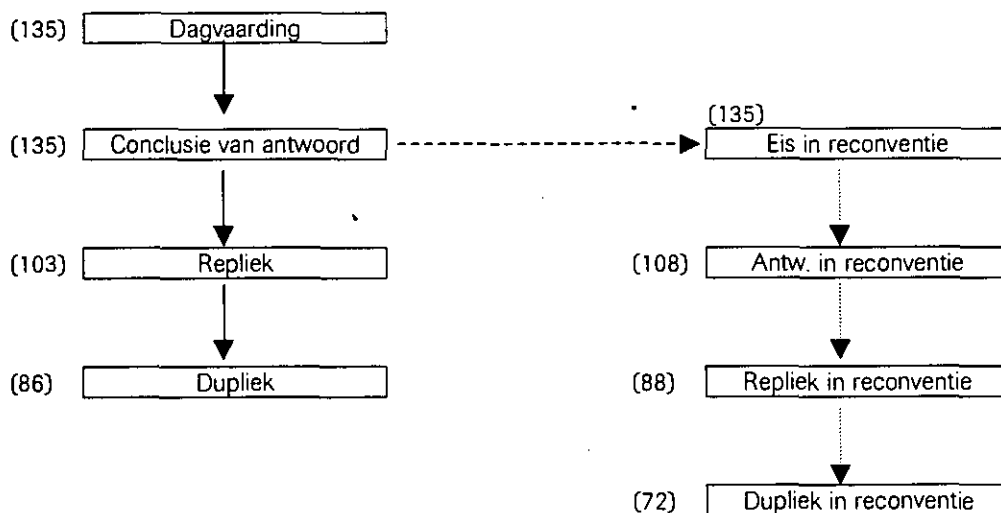 (135) Dagvaarding
(135)
(135) Conclusie van antwoord Eis in reconventie
(103) Repliek (108) Antw. in reconventie
(86) Dupliek (88) Repliek in reconventie
(72) Dupliek in reconventie